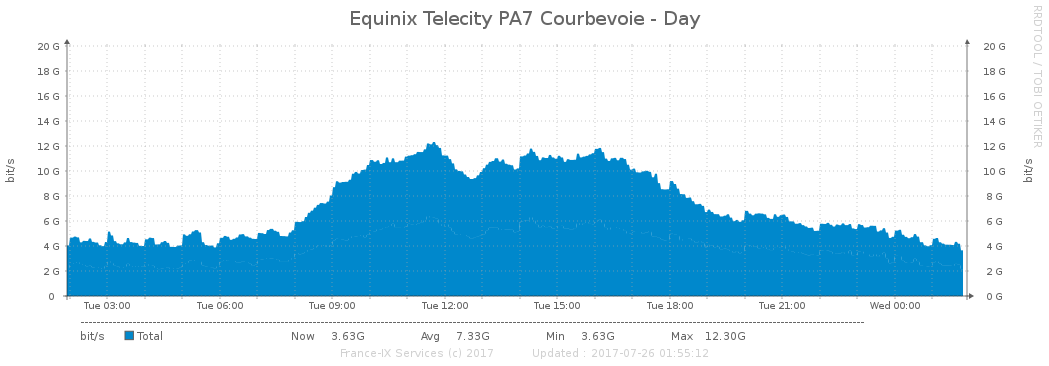 Equinix Telecity PA7 Courbevoie - Day
RRDTOOL / TOBI OETIKER
20 G 20 G
18 G 18 G
16 G 16 G
14 G 14 G
12 G 12 G
10 G 10 G
8 G 8 G
6 G 6 G
4 G 4 G
2 G 2 G
0 0 G
bit/s bit/s
Tue 03:00 Tue 06:00 Tue 09:00 Tue 12:00 Tue 15:00 Tue 18:00 Tue 21:00 Wed 00:00
bit/s Total Now 3.63G Avg 7.33G Min 3.63G Max 12.30G
France-IX Services (c) 2017 Updated : 2017-07-26 01:55:12